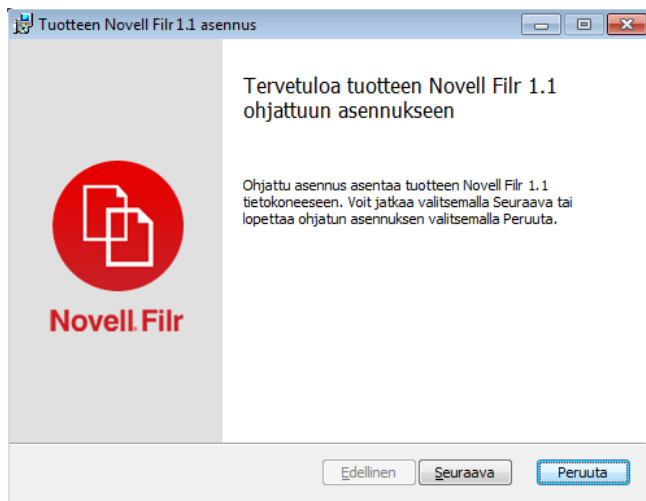 Tuotteen Novell Filr 1.1 asennus
Tervetuloa tuotteen Novell Filr 1.1
ohjattuun asennukseen
Ohjattu asennus asentaa tuotteen Novell Filr 1.1
tietokoneeseen. Voit jatkaa valitsemalla Seuraava tai
lopettaa ohjatun asennuksen valitsemalla Peruuta.
Novell. Filr
Edellinen
Seuraava
Peruuta